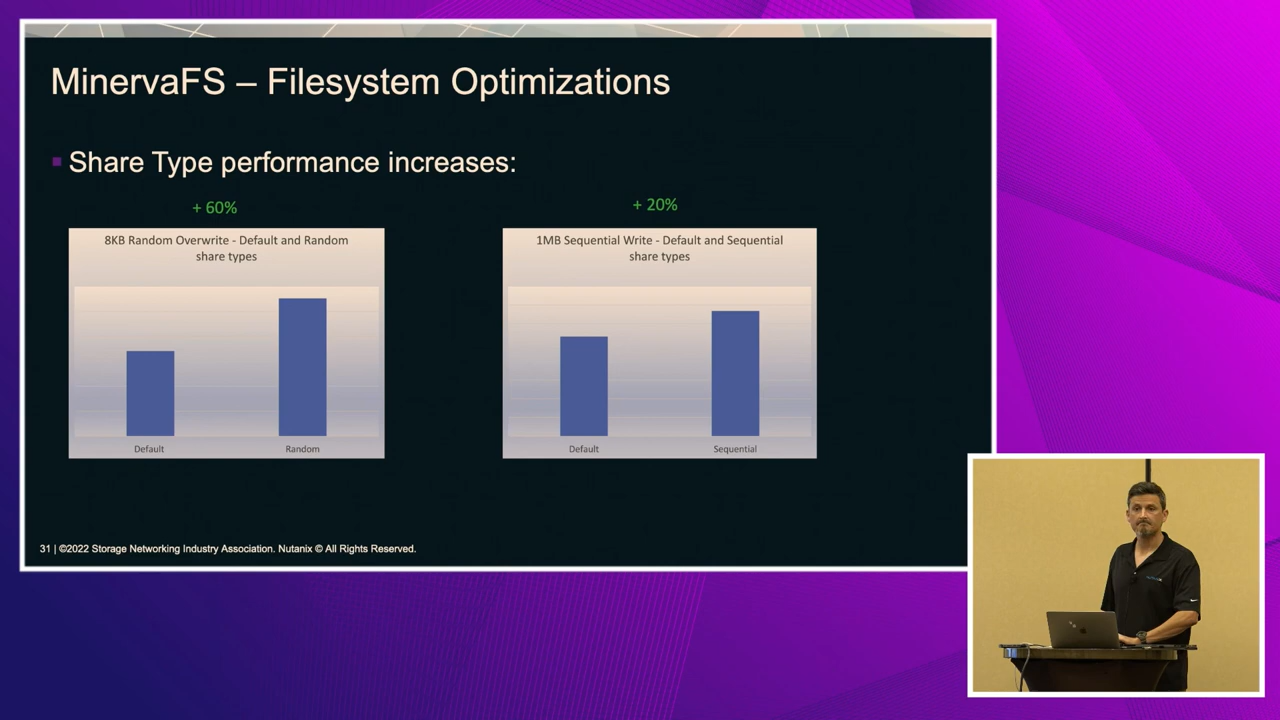 MinervaFS – Filesystem Optimizations
Share Type performance increases:
+ 60%
8KB Random Overwrite - Default and Random
share types
Default
Random
+ 20%
1MB Sequential Write - Default and Sequential
share types
Default
Sequential
31 | ©2022 Storage Networking Industry Association. Nutanix © All Rights Reserved.